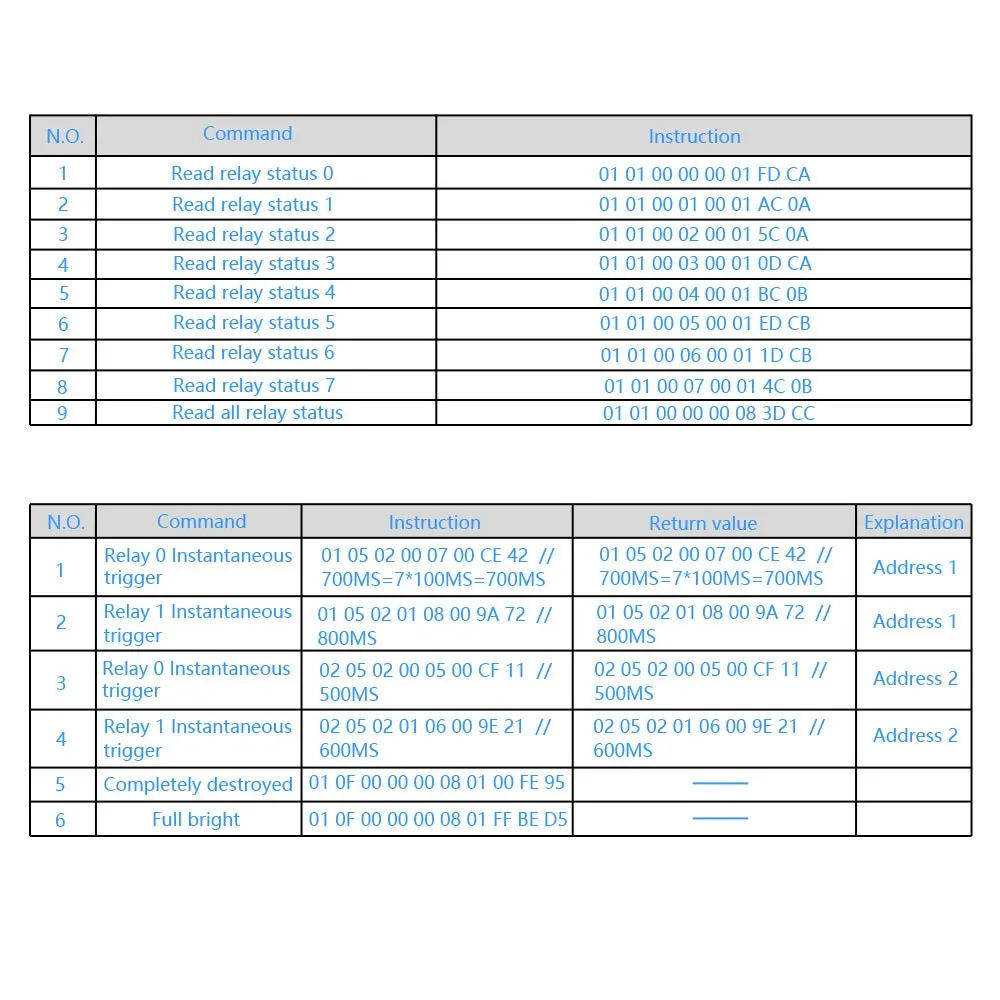 N.O. Command Instruction
1 Read relay status 0 01 01 00 00 00 01 FD CA
2 Read relay status 1 01 01 00 01 00 01 AC 0A
3 Read relay status 2 01 01 00 02 00 01 5C 0A
4 Read relay status 3 01 01 00 03 00 01 0D CA
5 Read relay status 4 01 01 00 04 00 01 BC 0B
6 Read relay status 5 01 01 00 05 00 01 ED CB
7 Read relay status 6 01 01 00 06 00 01 1D CB
8 Read relay status 7 01 01 00 07 00 01 4C 0B
9 Read all relay status 01 01 00 00 00 08 3D CC
N.O. Command Instruction Return value Explanation
1 Relay 0 Instantaneous 01 05 02 00 07 00 CE 42 // 01 05 02 00 07 00 CE 42 // Address 1
trigger 700MS=7*100MS=700MS 700MS=7*100MS=700MS
2 Relay 1 Instantaneous 01 05 02 01 08 00 9A 72 // 01 05 02 01 08 00 9A 72 // Address 1
trigger 800MS 800MS
3 Relay 0 Instantaneous 02 05 02 00 05 00 CF 11 // 02 05 02 00 05 00 CF 11 // Address 2
trigger 500MS 500MS
4 Relay 1 Instantaneous 02 05 02 01 06 00 9E 21 // 02 05 02 01 06 00 9E 21 // Address 2
trigger 600MS 600MS
5 Completely destroyed 01 0F 00 00 00 08 01 00 FE 95 ——
6 Full bright 01 0F 00 00 00 08 01 FF BE D5 ——